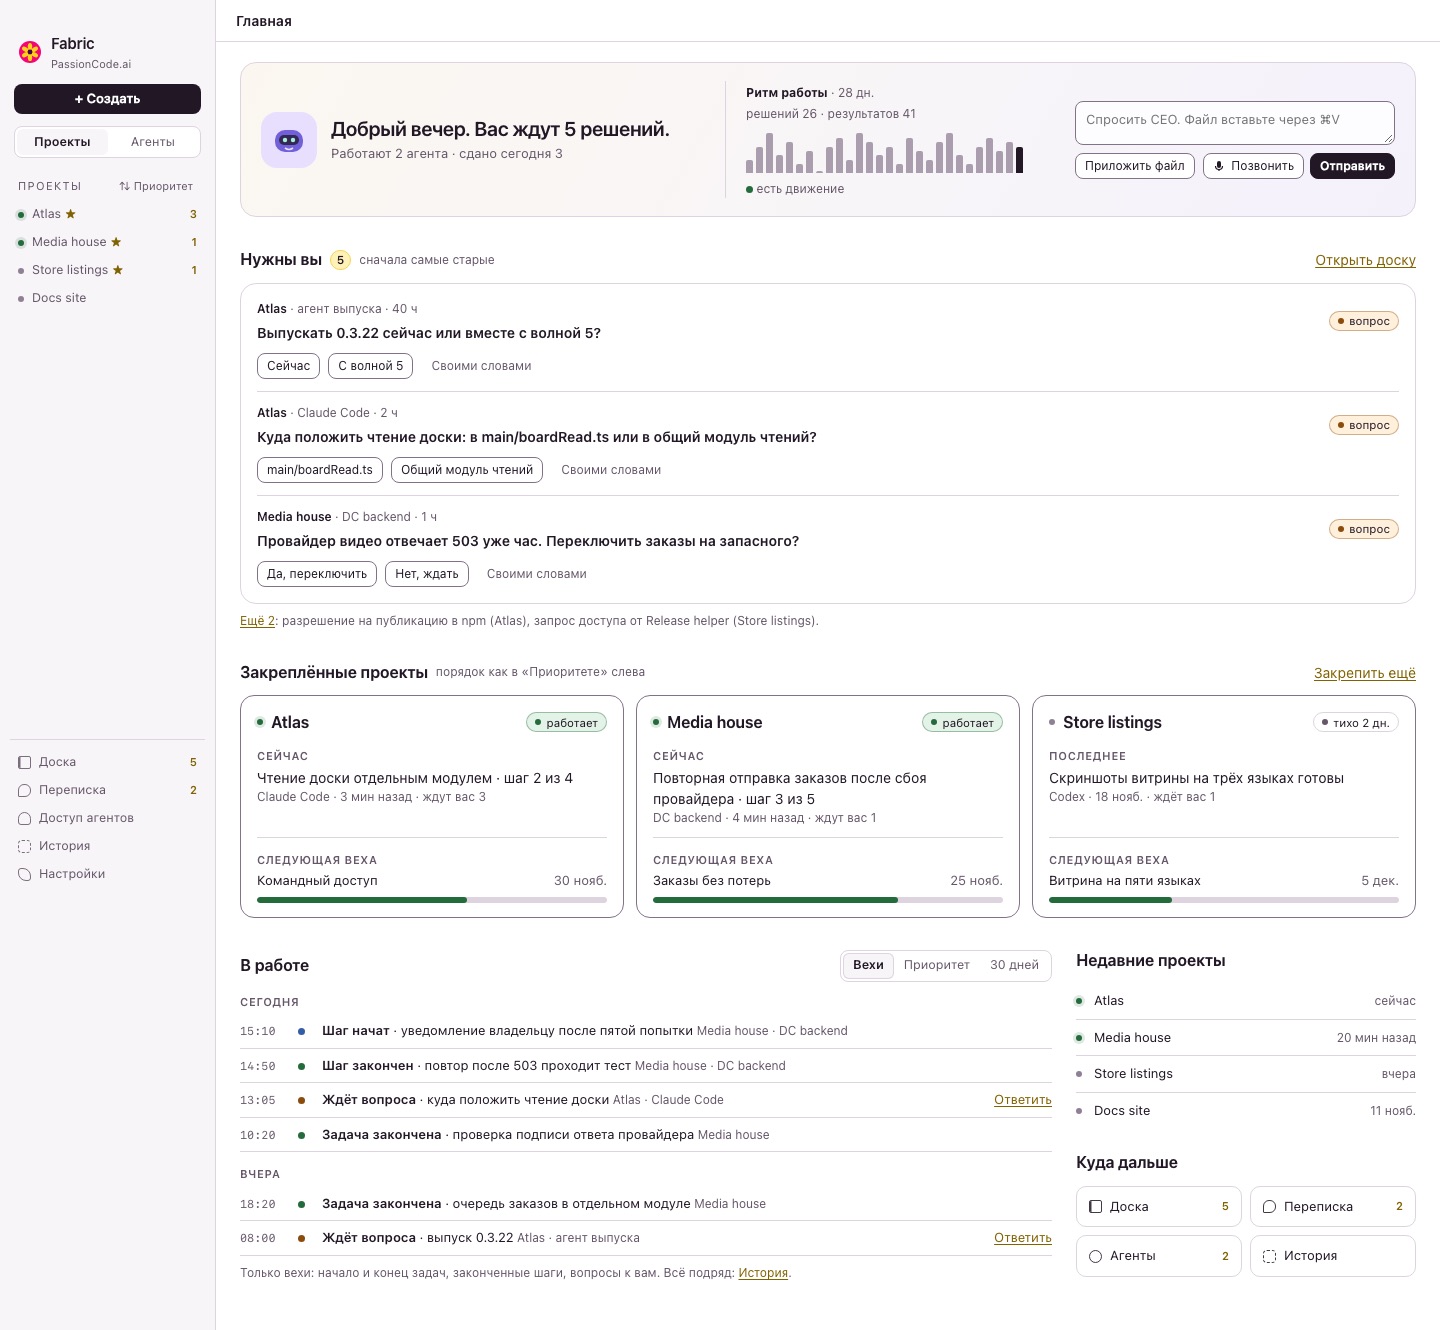 Fabric
PassionCode.ai
+ Создать
Проекты Агенты
ПРОЕКТЫ ⇅ Приоритет
Atlas ★ 3
Media house ★ 1
Store listings ★ 1
Docs site
Доска 5
Переписка 2
Доступ агентов
История
Настройки
Главная
Добрый вечер. Вас ждут 5 решений.
Работают 2 агента · сдано сегодня 3
Ритм работы · 28 дн.
решений 26 · результатов 41
есть движение
Спросить CEO. Файл вставьте через ⌘V
Приложить файл Позвонить Отправить
Нужны вы 5 сначала самые старые Открыть доску
Atlas · агент выпуска · 40 ч
Выпускать 0.3.22 сейчас или вместе с волной 5?
вопрос
Сейчас С волной 5 Своими словами
Atlas · Claude Code · 2 ч
Куда положить чтение доски: в main/boardRead.ts или в общий модуль чтений?
вопрос
main/boardRead.ts Общий модуль чтений Своими словами
Media house · DC backend · 1 ч
Провайдер видео отвечает 503 уже час. Переключить заказы на запасного?
вопрос
Да, переключить Нет, ждать Своими словами
Ещё 2: разрешение на публикацию в npm (Atlas), запрос доступа от Release helper (Store listings).
Закреплённые проекты порядок как в «Приоритете» слева Закрепить ещё
Atlas работает
СЕЙЧАС
Чтение доски отдельным модулем · шаг 2 из 4
Claude Code · 3 мин назад · ждут вас 3
СЛЕДУЮЩАЯ ВЕХА
Командный доступ 30 нояб.
Media house работает
СЕЙЧАС
Повторная отправка заказов после сбоя
провайдера · шаг 3 из 5
DC backend · 4 мин назад · ждут вас 1
СЛЕДУЮЩАЯ ВЕХА
Заказы без потерь 25 нояб.
Store listings тихо 2 дн.
ПОСЛЕДНЕЕ
Скриншоты витрины на трёх языках готовы
Codex · 18 нояб. · ждёт вас 1
СЛЕДУЮЩАЯ ВЕХА
Витрина на пяти языках 5 дек.
В работе Вехи Приоритет 30 дней
СЕГОДНЯ
15:10 Шаг начат · уведомление владельцу после пятой попытки Media house · DC backend
14:50 Шаг закончен · повтор после 503 проходит тест Media house · DC backend
13:05 Ждёт вопроса · куда положить чтение доски Atlas · Claude Code Ответить
10:20 Задача закончена · проверка подписи ответа провайдера Media house
ВЧЕРА
18:20 Задача закончена · очередь заказов в отдельном модуле Media house
08:00 Ждёт вопроса · выпуск 0.3.22 Atlas · агент выпуска Ответить
Только вехи: начало и конец задач, законченные шаги, вопросы к вам. Всё подряд: История.
Недавние проекты
Atlas сейчас
Media house 20 мин назад
Store listings вчера
Docs site 11 нояб.
Куда дальше
Доска 5
Переписка 2
Агенты 2
История